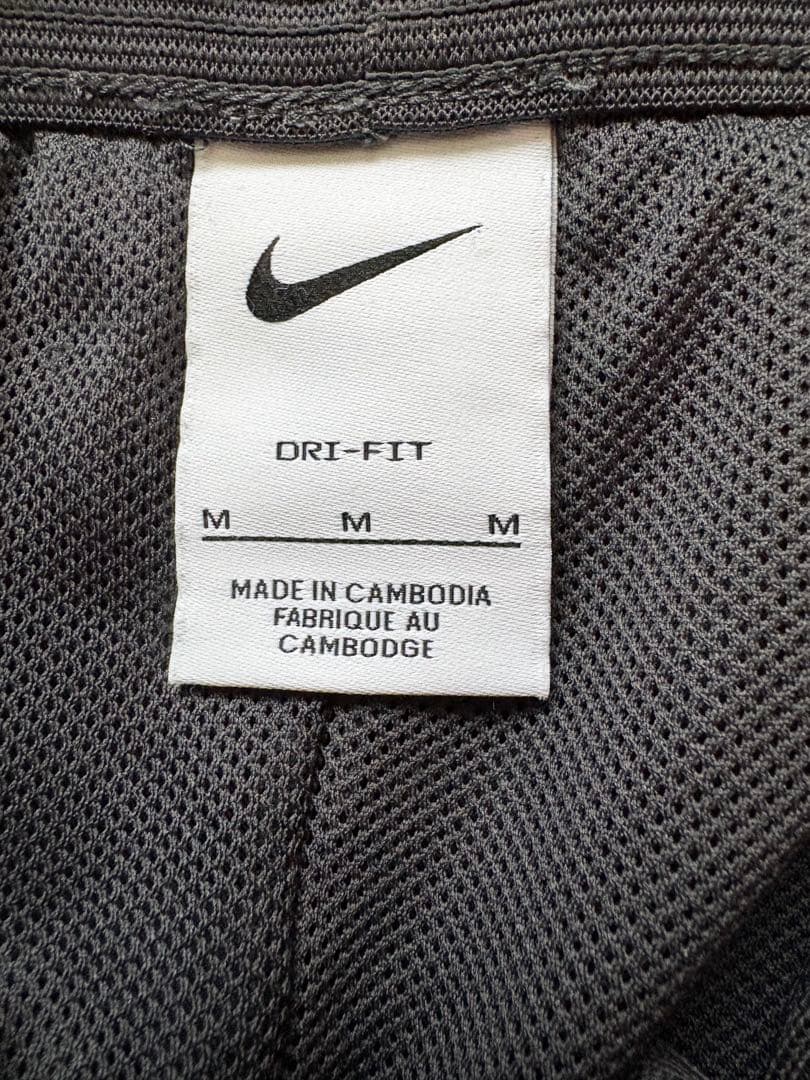 DRI-FIT
M M M
MADE IN CAMBODIA
FABRIQUE AU
CAMBODGE